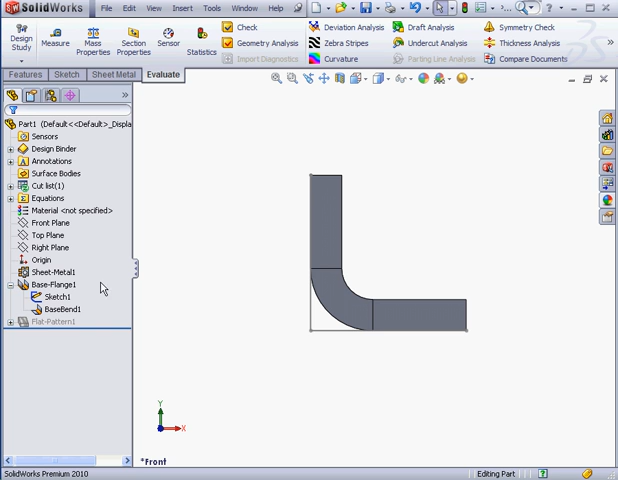 SolidWorks
File Edit View Insert Tools Window Help
Design Study
Measure
Mass Properties
Section Properties
Sensor
Statistics
Check
Geometry Analysis
Import Diagnostics
Deviation Analysis
Zebra Stripes
Curvature
Draft Analysis
Undercut Analysis
Parting Line Analysis
Symmetry Check
Thickness Analysis
Compare Documents
Features Sketch Sheet Metal Evaluate
Part1 (Default<<Default>_Displa
Sensors
Design Binder
Annotations
Surface Bodies
Cut list(1)
Equations
Material <not specified>
Front Plane
Top Plane
Right Plane
Origin
Sheet-Metal1
Base-Flange1
Sketch1
BaseBend1
Flat-Pattern1
Y
X
*Front
SolidWorks Premium 2010
Editing Part